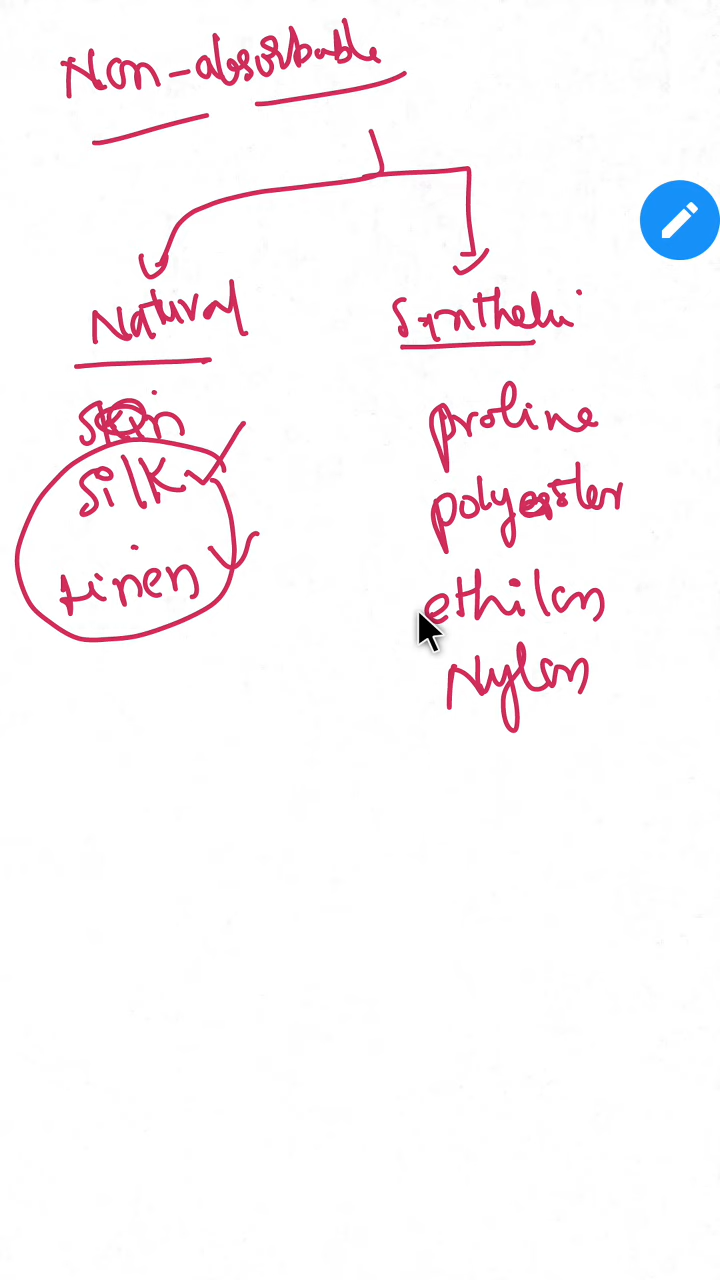 Non-absorbable
Natural
Synthetic
silk
Linen
proline
polyester
ethilon
Nylon